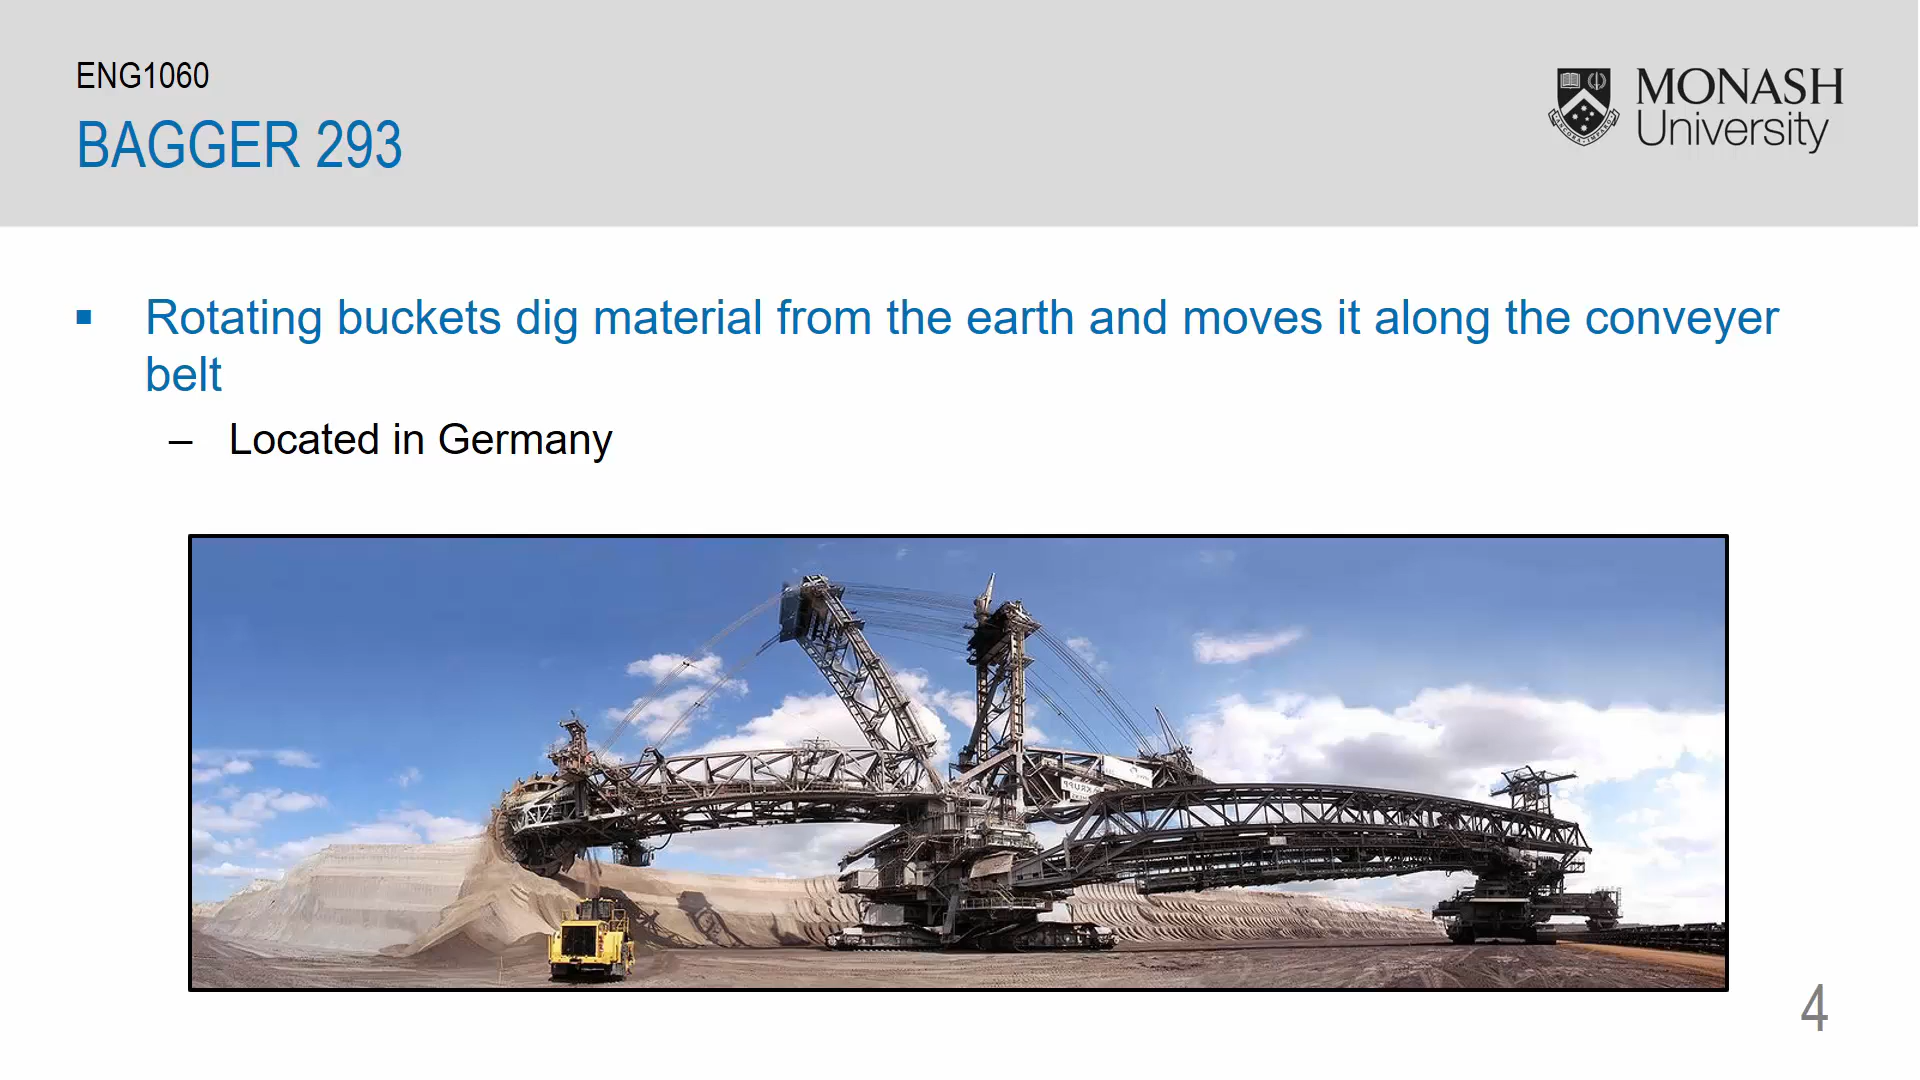 ENG1060
BAGGER 293
MONASH
University
▪ Rotating buckets dig material from the earth and moves it along the conveyer
belt
– Located in Germany
4